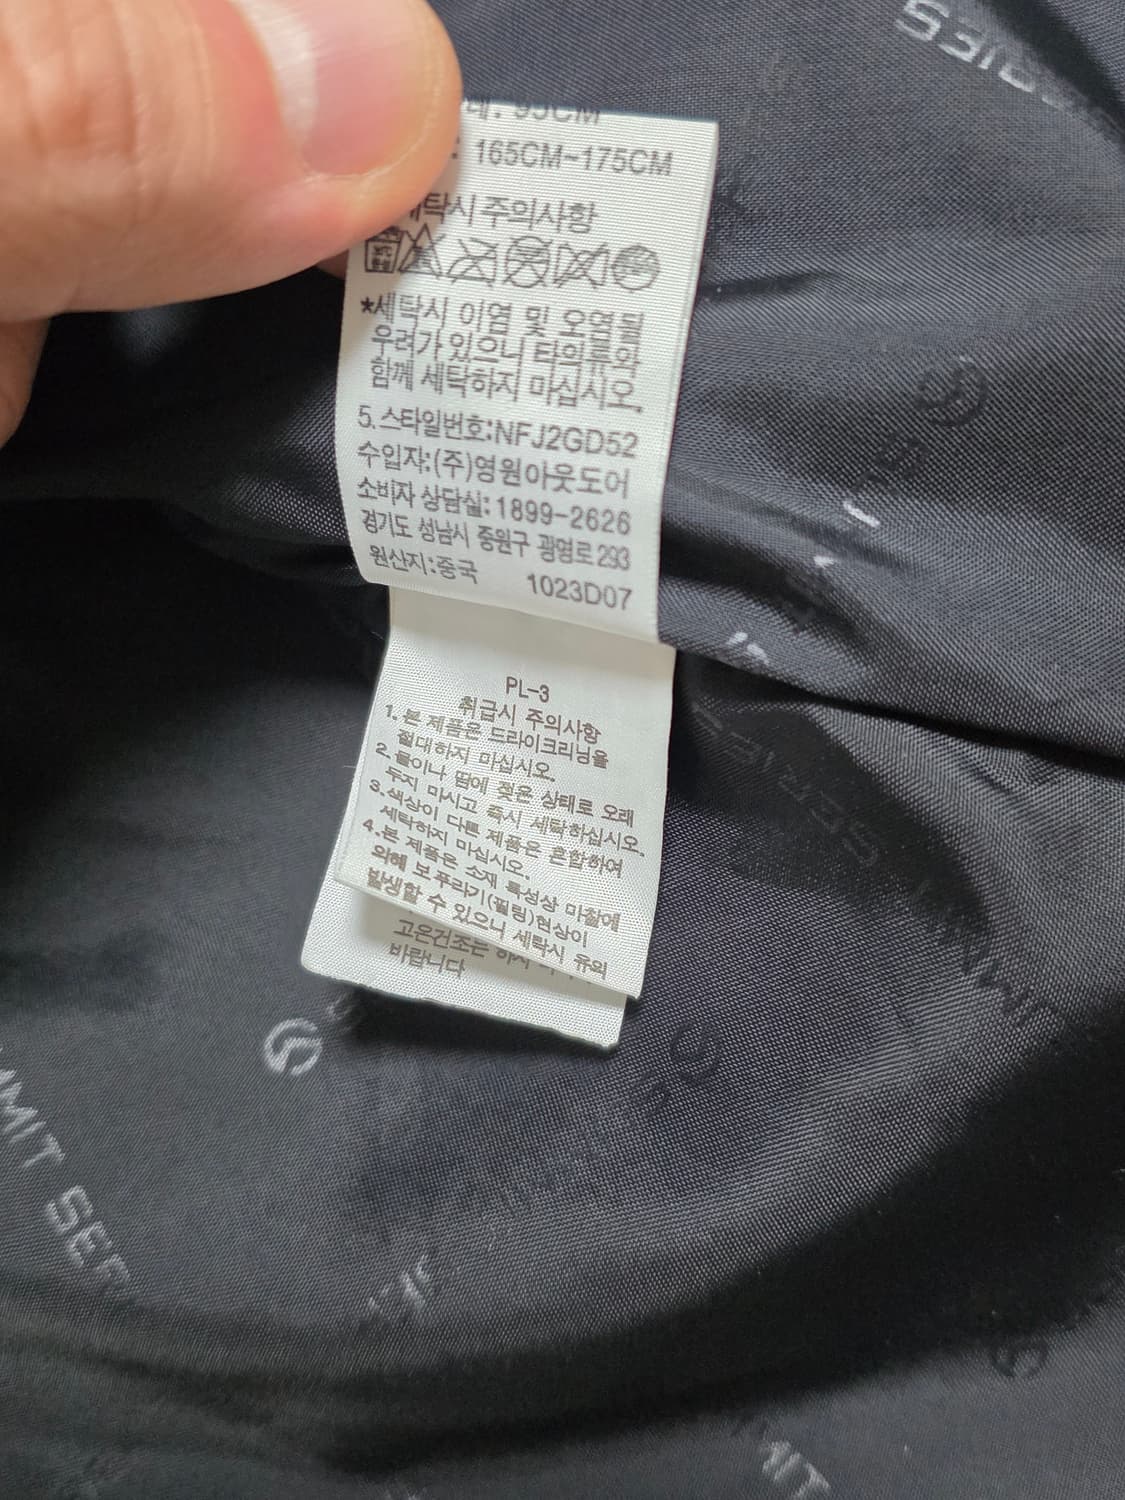 95CM
: 165CM~175CM
세탁시 주의사항
*세탁시 이염 및 오염될
우려가 있으니 타의류와
함께 세탁하지 마십시오.
5.스타일번호:NFJ2GD52
수입자:(주)영원아웃도어
소비자 상담실:1899-2626
경기도 성남시 중원구 광명로 293
원산지:중국 1023D07
PL-3
취급시 주의사항
1.본 제품은 드라이크리닝을
절대하지 마십시오.
2.물이나 땀에 젖은 상태로 오래
두지 마시고 즉시 세탁하십시오.
3.색상이 다른 제품은 혼합하여
세탁하지 마십시오.
4.본 제품은 소재 특성상 마찰에
의해 보푸라기(필링)현상이
발생할 수 있으니 세탁시 유의
고온건조는 하지
바랍니다
SERIES
SUMMIT